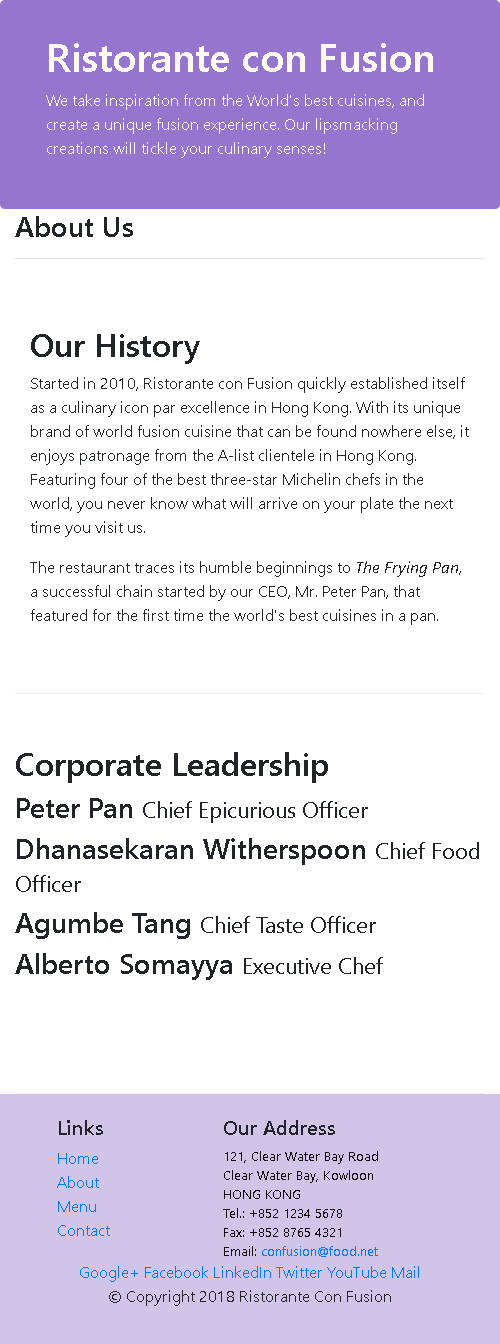 Ristorante con Fusion
We take inspiration from the World's best cuisines, and
create a unique fusion experience. Our lipsmacking
creations will tickle your culinary senses!
About Us
Our History
Started in 2010, Ristorante con Fusion quickly established itself
as a culinary icon par excellence in Hong Kong. With its unique
brand of world fusion cuisine that can be found nowhere else, it
enjoys patronage from the A-list clientele in Hong Kong.
Featuring four of the best three-star Michelin chefs in the
world, you never know what will arrive on your plate the next
time you visit us.
The restaurant traces its humble beginnings to The Frying Pan,
a successful chain started by our CEO, Mr. Peter Pan, that
featured for the first time the world's best cuisines in a pan.
Corporate Leadership
Peter Pan Chief Epicurious Officer
Dhanasekaran Witherspoon Chief Food
Officer
Agumbe Tang Chief Taste Officer
Alberto Somayya Executive Chef
Links
Home
About
Menu
Contact
Our Address
121, Clear Water Bay Road
Clear Water Bay, Kowloon
HONG KONG
Tel.: +852 1234 5678
Fax: +852 8765 4321
Email: confusion@food.net
Google+ Facebook LinkedIn Twitter YouTube Mail
© Copyright 2018 Ristorante Con Fusion